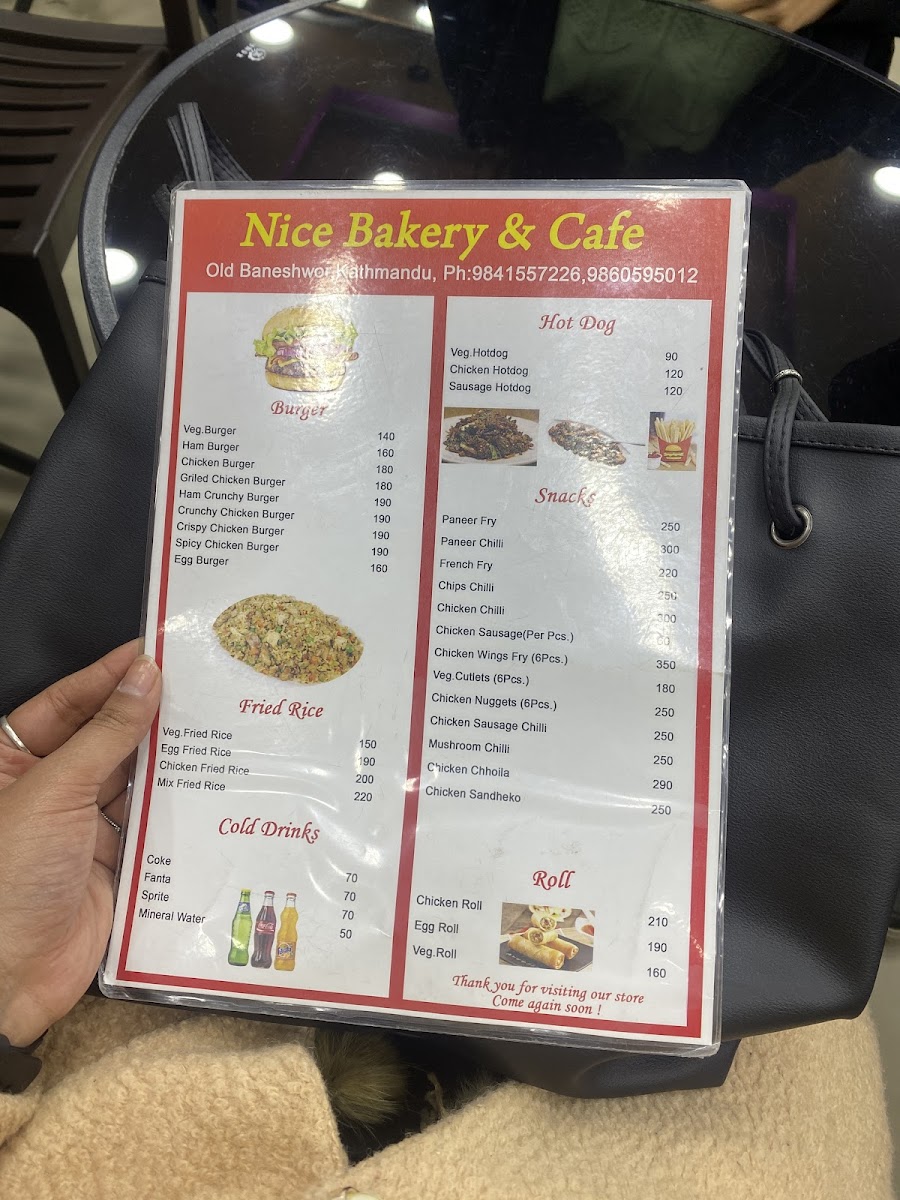 Nice Bakery & Cafe
Old Baneshwor,Kathmandu, Ph:9841557226,9860595012
Burger
Veg.Burger 140
Ham Burger 160
Chicken Burger 180
Griled Chicken Burger 180
Ham Crunchy Burger 190
Crunchy Chicken Burger 190
Crispy Chicken Burger 190
Spicy Chicken Burger 190
Egg Burger 160
Fried Rice
Veg.Fried Rice 150
Egg Fried Rice 190
Chicken Fried Rice 200
Mix Fried Rice 220
Cold Drinks
Coke 70
Fanta 70
Sprite 70
Mineral Water 50
Hot Dog
Veg.Hotdog 90
Chicken Hotdog 120
Sausage Hotdog 120
Snacks
Paneer Fry 250
Paneer Chilli 300
French Fry 220
Chips Chilli 250
Chicken Chilli
Chicken Sausage(Per Pcs.)
Chicken Wings Fry (6Pcs.) 350
Veg.Cutlets (6Pcs.) 180
Chicken Nuggets (6Pcs.) 250
Chicken Sausage Chilli 250
Mushroom Chilli 250
Chicken Chhoila 290
Chicken Sandheko 250
Roll
Chicken Roll 210
Egg Roll 190
Veg.Roll 160
Thank you for visiting our store
Come again soon !